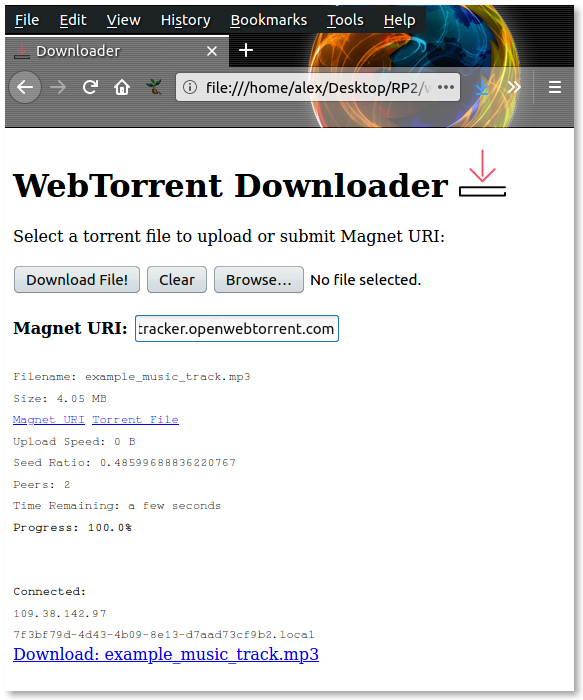 File Edit View History Bookmarks Tools Help
Downloader
file:///home/alex/Desktop/RP2/
WebTorrent Downloader
Select a torrent file to upload or submit Magnet URI:
Download File! Clear Browse... No file selected.
Magnet URI: tracker.openwebtorrent.com
Filename: example_music_track.mp3
Size: 4.05 MB
Magnet URI Torrent File
Upload Speed: 0 B
Seed Ratio: 0.48599688836220767
Peers: 2
Time Remaining: a few seconds
Progress: 100.0%
Connected:
109.38.142.97
7f3bf79d-4d43-4b09-8e13-d7aad73cf9b2.local
Download: example_music_track.mp3